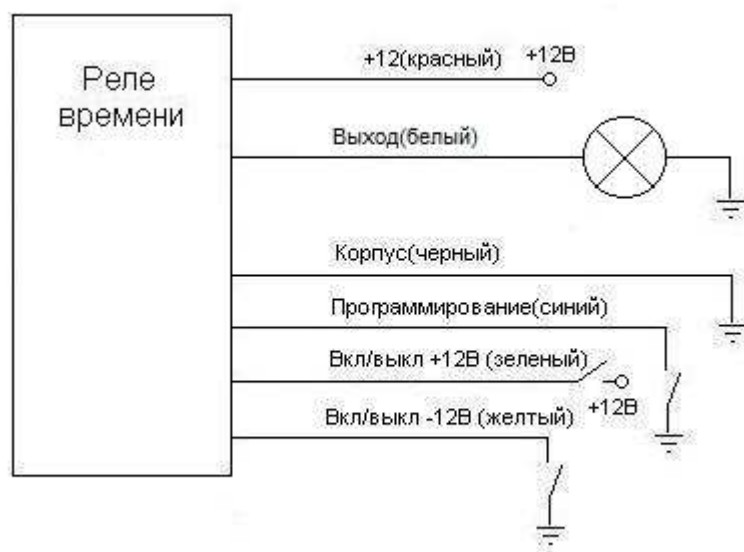 Реле
времени
+12(красный)
+12В
Выход(белый)
Корпус(черный)
Программирование(синий)
Вкл/выкл +12В (зеленый)
+12В
Вкл/выкл -12В (желтый)